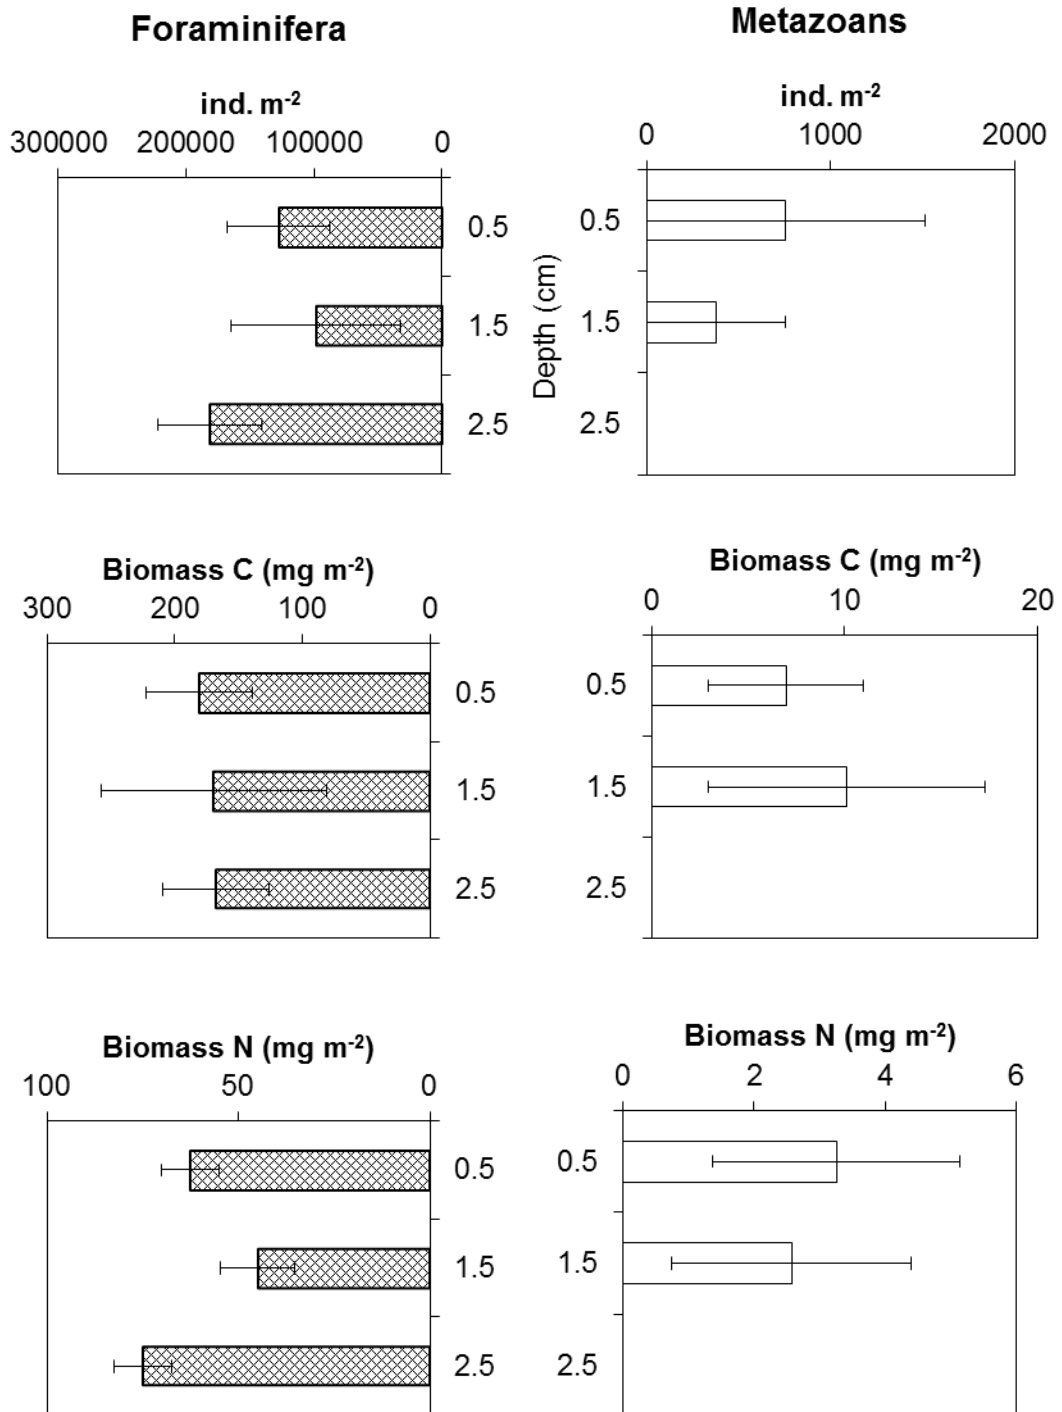 Foraminifera
Metazoans
ind. m-2
ind. m-2
300000 200000 100000 0
0 1000 2000
0.5
1.5
2.5
Depth (cm)
0.5
1.5
2.5
Biomass C (mg m-2)
Biomass C (mg m-2)
300 200 100 0
0 10 20
0.5
1.5
2.5
0.5
1.5
2.5
Biomass N (mg m-2)
Biomass N (mg m-2)
100 50 0
0 2 4 6
0.5
1.5
2.5
0.5
1.5
2.5